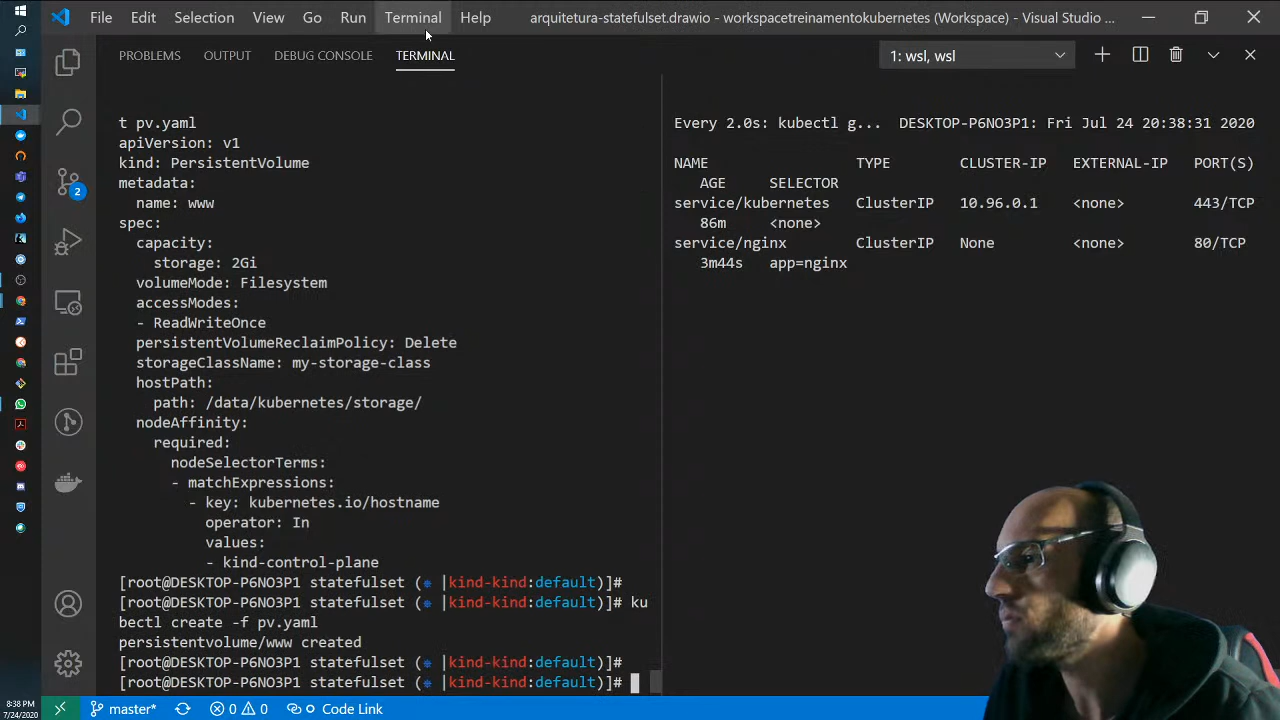 File Edit Selection View Go Run Terminal Help arquitetura-statefulset.drawio - workspacetreinamentokubernetes (Workspace) - Visual Studio ...
PROBLEMS OUTPUT DEBUG CONSOLE TERMINAL 1: wsl, wsl
t pv.yaml
apiVersion: v1
kind: PersistentVolume
metadata:
  name: www
spec:
  capacity:
    storage: 2Gi
  volumeMode: Filesystem
  accessModes:
  - ReadWriteOnce
  persistentVolumeReclaimPolicy: Delete
  storageClassName: my-storage-class
  hostPath:
    path: /data/kubernetes/storage/
  nodeAffinity:
    required:
      nodeSelectorTerms:
      - matchExpressions:
        - key: kubernetes.io/hostname
          operator: In
          values:
          - kind-control-plane
[root@DESKTOP-P6NO3P1 statefulset (⎈ |kind-kind:default)]#
[root@DESKTOP-P6NO3P1 statefulset (⎈ |kind-kind:default)]# ku
bectl create -f pv.yaml
persistentvolume/www created
[root@DESKTOP-P6NO3P1 statefulset (⎈ |kind-kind:default)]#
[root@DESKTOP-P6NO3P1 statefulset (⎈ |kind-kind:default)]#
Every 2.0s: kubectl g... DESKTOP-P6NO3P1: Fri Jul 24 20:38:31 2020
NAME TYPE CLUSTER-IP EXTERNAL-IP PORT(S)
AGE SELECTOR
service/kubernetes ClusterIP 10.96.0.1 <none> 443/TCP
86m <none>
service/nginx ClusterIP None <none> 80/TCP
3m44s app=nginx
2
8:38 PM
7/24/2020
master* 0 0 Code Link